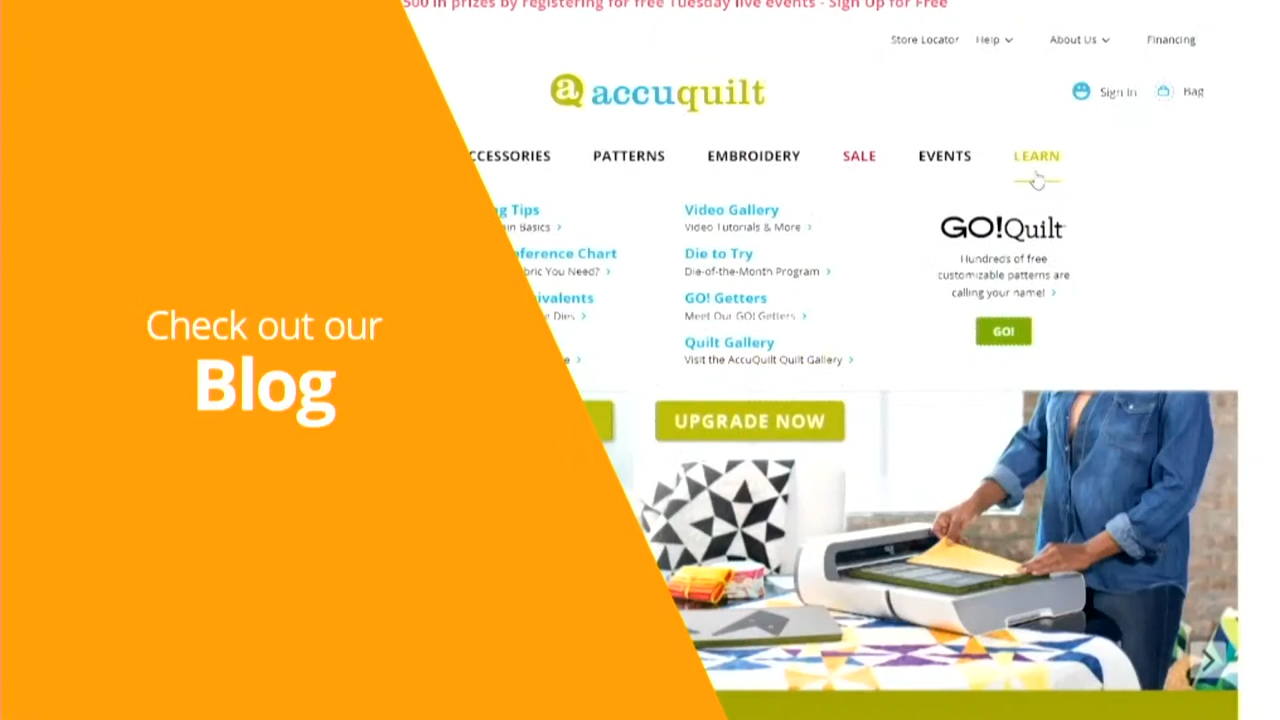 500 in prizes by registering for free Tuesday live events - Sign Up for Free
Store Locator Help About Us Financing
a accuquilt
Sign In Bag
CCESSORIES PATTERNS EMBROIDERY SALE EVENTS LEARN
Tips
Basics
Video Gallery
Video Tutorials & More
GO!Quilt
Hundreds of free
customizable patterns are
calling your name!
GO!
ference Chart
bric You Need?
Die to Try
Die-of-the-Month Program
ivalents
Dies
GO! Getters
Meet Our GO! Getters
Quilt Gallery
Visit the AccuQuilt Quilt Gallery
Check out our
Blog
UPGRADE NOW